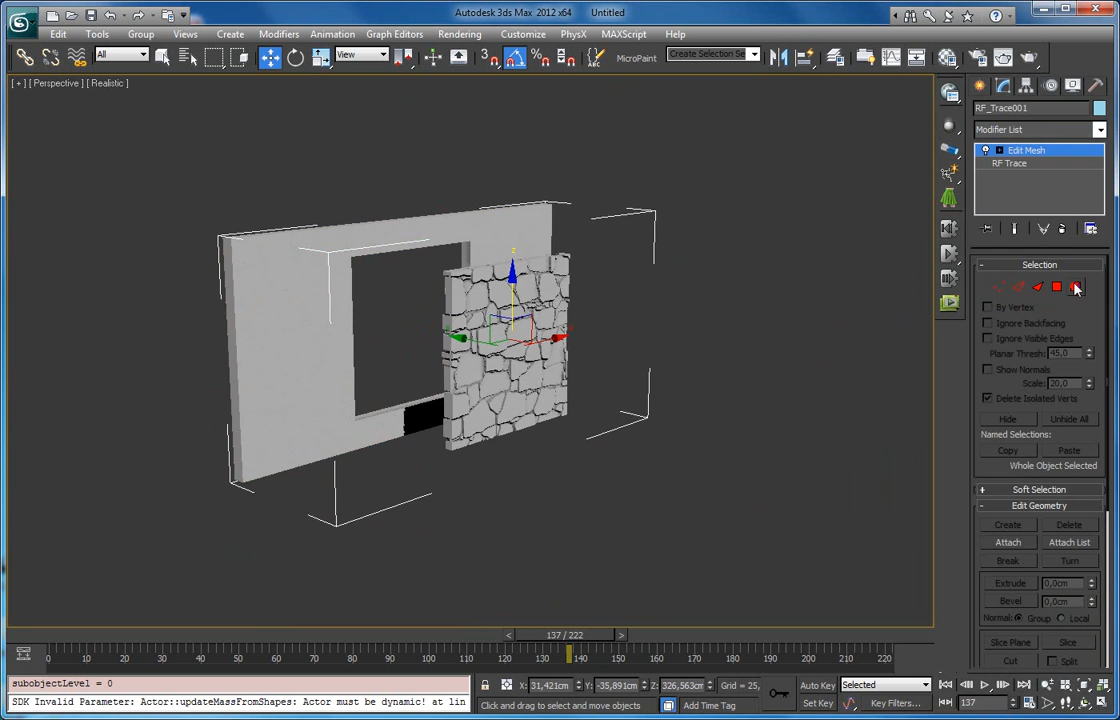 Autodesk 3ds Max 2012 x64 Untitled
Edit Tools Group Views Create Modifiers Animation Graph Editors Rendering Customize PhysX MAXScript Help
All View MicroPaint Create Selection Se
[ + ] [ Perspective ] [ Realistic ]
RF_Trace001
Modifier List
Edit Mesh
RF Trace
- Selection
By Vertex
Ignore Backfacing
Ignore Visible Edges
Planar Thresh: 45,0
Show Normals
Scale: 20,0
Delete Isolated Verts
Hide Unhide All
Named Selections:
Copy Paste
Whole Object Selected
+ Soft Selection
- Edit Geometry
Create Delete
Attach Attach List
Break Turn
Extrude 0,0cm
Bevel 0,0cm
Normal: Group Local
Slice Plane Slice
Cut Split
z
< 137 / 222 >
0 10 20 30 40 50 60 70 80 90 100 110 120 130 140 150 160 170 180 190 200 210 220
subobjectLevel = 0
SDK Invalid Parameter: Actor::updateMassFromShapes: Actor must be dynamic! at lin
X: 31,421cm Y: -35,891cm Z: 326,563cm Grid = 25,
Click and drag to select and move objects
Add Time Tag
Auto Key Selected
Set Key Key Filters...
137